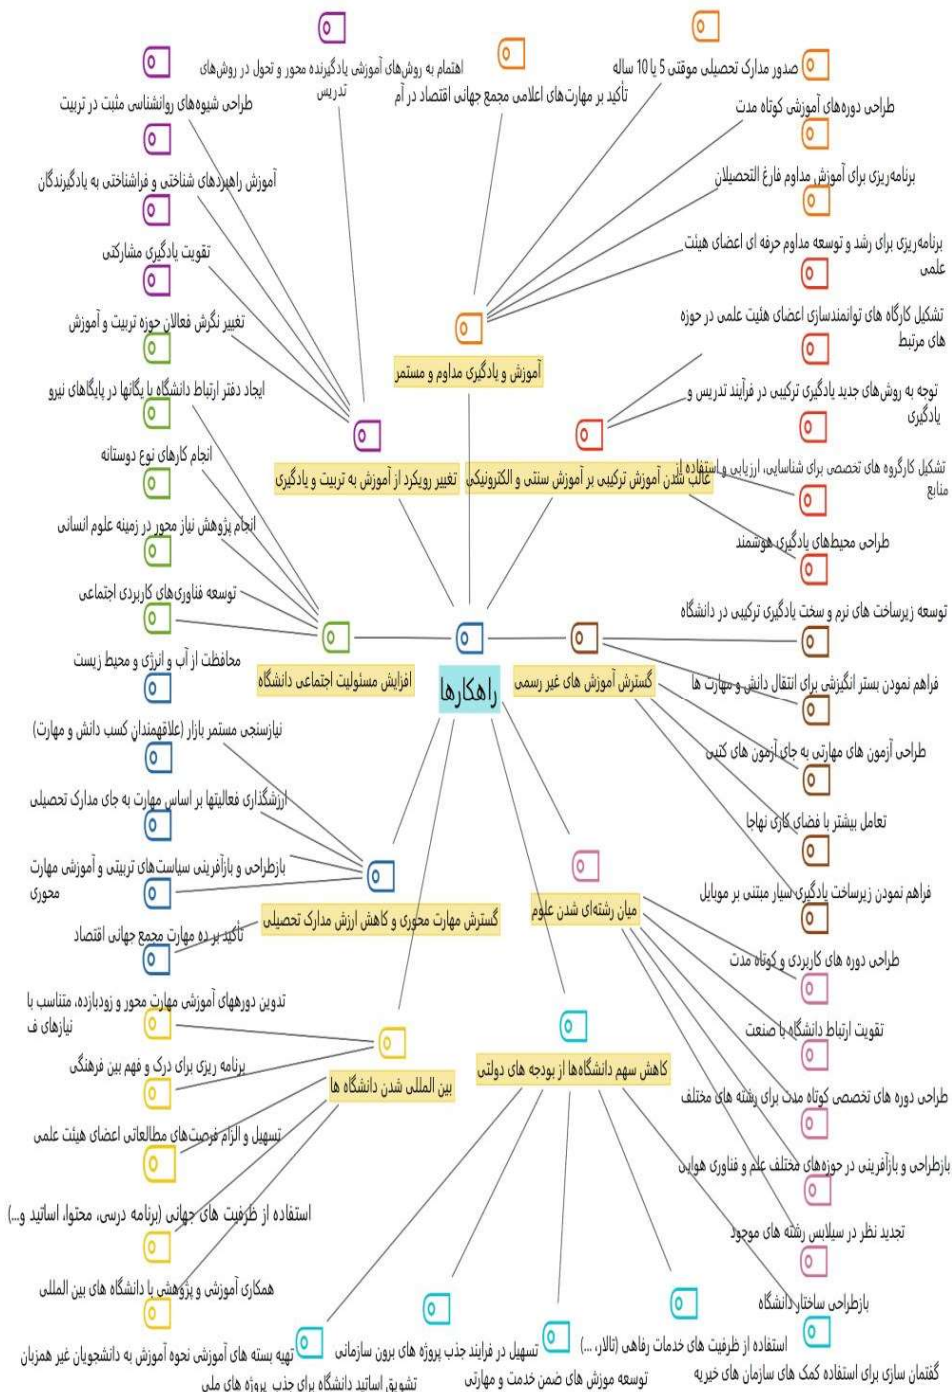 اهتمام به روش‌های آموزشی یادگیرنده محور و تحول در روش‌های
تدریس
صدور مدارک تحصیلی موقتی 5 یا 10 ساله
تأکید بر مهارت‌های اعلامی مجمع جهانی اقتصاد در آم
طراحی شیوه‌های روانشناسی مثبت در تربیت
طراحی دوره‌های آموزشی کوتاه مدت
آموزش راهبردهای شناختی و فراشناختی به یادگیرندگان
برنامه‌ریزی برای آموزش مداوم فارغ التحصیلان
تقویت یادگیری مشارکتی
برنامه‌ریزی برای رشد و توسعه مداوم حرفه ای اعضای هیئت
علمی
تغییر نگرش فعالان حوزه تربیت و آموزش
تشکیل کارگاه های توانمندسازی اعضای هئیت علمی در حوزه
های مرتبط
آموزش و یادگیری مداوم و مستمر
ایجاد دفتر ارتباط دانشگاه با یگانها در پایگاهای نیرو
توجه به روش‌های جدید یادگیری ترکیبی در فرآیند تدریس و
یادگیری
انجام کارهای نوع دوستانه
تغییر رویکرد از آموزش به تربیت و یادگیری
غالب شدن آموزش ترکیبی بر آموزش سنتی و الکترونیکی
تشکیل کارگروه های تخصصی برای شناسایی، ارزیابی و استفاده از
منابع
انجام پژوهش نیاز محور در زمینه علوم انسانی
طراحی محیط‌های یادگیری هوشمند
توسعه فناوری‌های کاربردی اجتماعی
توسعه زیرساخت های نرم و سخت یادگیری ترکیبی در دانشگاه
محافظت از آب و انرژی و محیط زیست
افزایش مسئولیت اجتماعی دانشگاه
راهکارها
گسترش آموزش های غیر رسمی
فراهم نمودن بستر انگیزشی برای انتقال دانش و مهارت ها
نیازسنجی مستمر بازار (علاقهمندان کسب دانش و مهارت)
طراحی آزمون های مهارتی به جای آزمون های کتبی
ارزشگذاری فعالیتها بر اساس مهارت به جای مدارک تحصیلی
تعامل بیشتر با فضای کاری نهاجا
بازطراحی و بازآفرینی سیاست‌های تربیتی و آموزشی مهارت
محوری
فراهم نمودن زیرساخت یادگیری سیار مبتنی بر موبایل
گسترش مهارت محوری و کاهش ارزش مدارک تحصیلی
میان رشته‌ای شدن علوم
تأکید بر ده مهارت مجمع جهانی اقتصاد
طراحی دوره های کاربردی و کوتاه مدت
تدوین دورههای آموزشی مهارت محور و زودبازده، متناسب با
نیازهای ف
تقویت ارتباط دانشگاه با صنعت
برنامه ریزی برای درک و فهم بین فرهنگی
بین المللی شدن دانشگاه ها
کاهش سهم دانشگاه‌ها از بودجه های دولتی
طراحی دوره های تخصصی کوتاه مدت برای رشته های مختلف
تسهیل و الزام فرصت‌های مطالعاتی اعضای هیئت علمی
بازطراحی و بازآفرینی در حوزه‌های مختلف علم و فناوری هوایی
استفاده از ظرفیت های جهانی (برنامه درسی، محتوا، اساتید و...)
تجدید نظر در سیلابس رشته های موجود
همکاری آموزشی و پژوهشی با دانشگاه های بین المللی
بازطراحی ساختار دانشگاه
تهیه بسته های آموزشی نحوه آموزش به دانشجویان غیر همزبان
تسهیل در فرایند جذب پروژه های برون سازمانی
استفاده از ظرفیت های خدمات رفاهی (تالار، ...)
تشویق اساتید دانشگاه برای جذب پروژه های ملی
توسعه موزش های ضمن خدمت و مهارتی
گفتمان سازی برای استفاده کمک های سازمان های خیریه